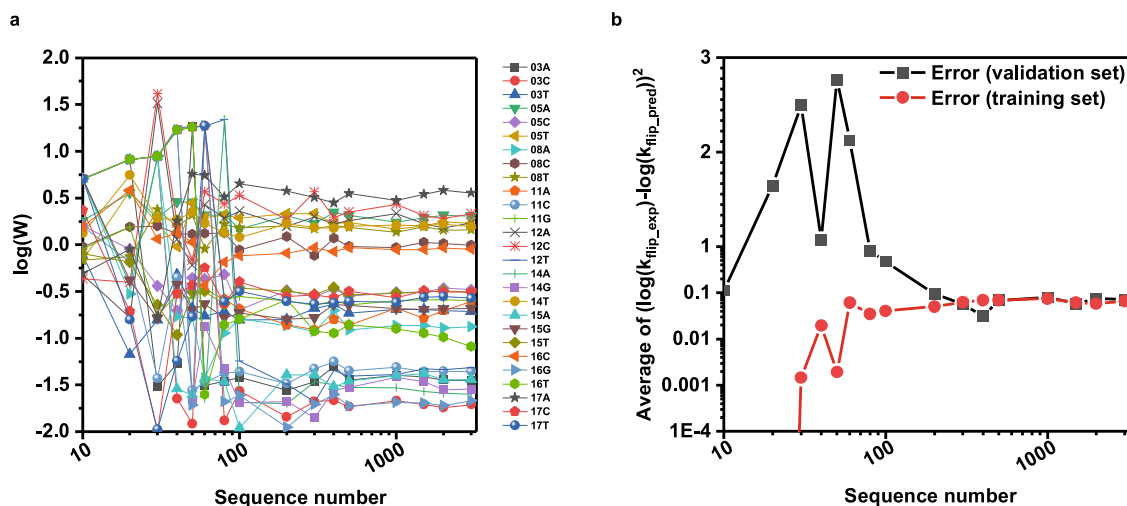 a
2.0
1.5
1.0
0.5
0.0
-0.5
-1.0
-1.5
-2.0
log(W)
10
100
1000
Sequence number
03A
03C
03T
05A
05C
05T
08A
08C
08T
11A
11C
11G
12A
12C
12T
14A
14G
14T
15A
15G
15T
16C
16G
16T
17A
17C
17T
b
3
2
1
0.1
0.01
0.001
1E-4
Average of (log(kflip_exp)-log(kflip_pred))2
Error (validation set)
Error (training set)
10
100
1000
Sequence number